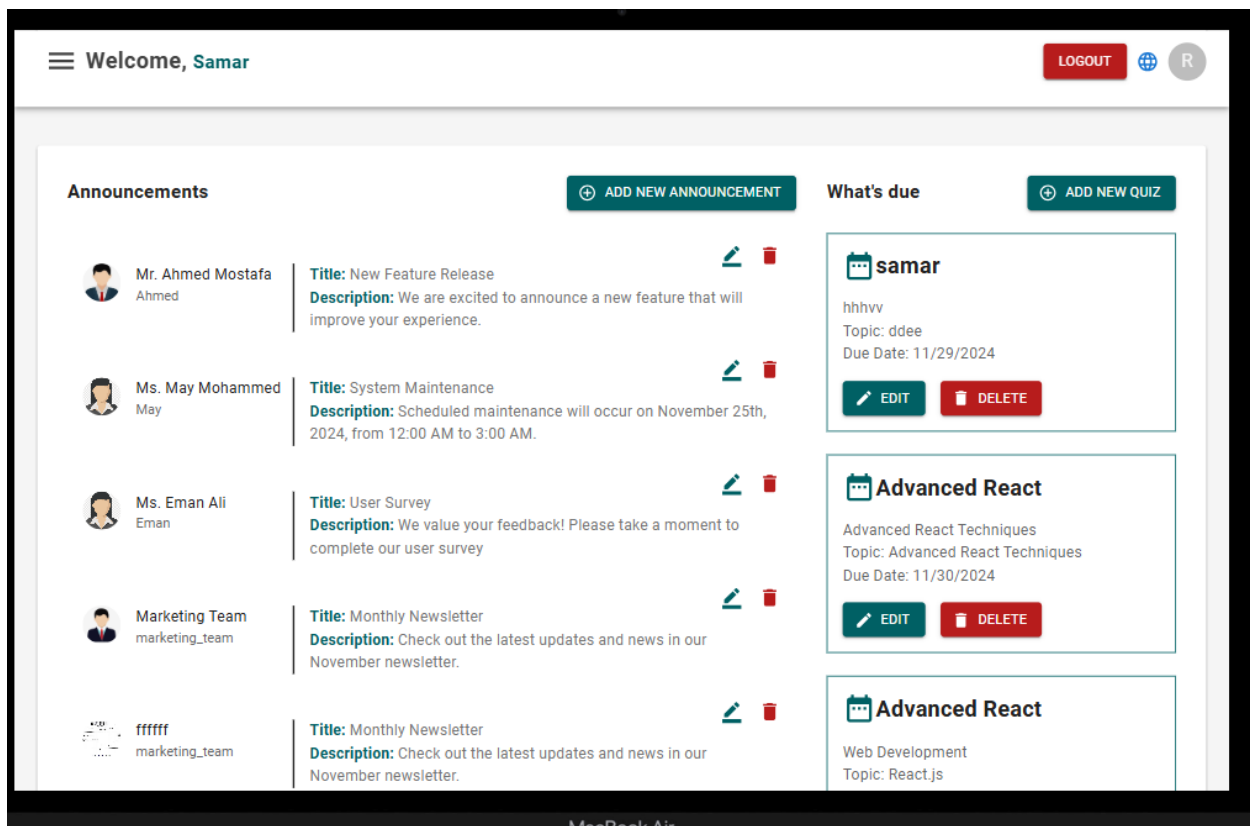 Welcome, Samar
LOGOUT
R
Announcements
ADD NEW ANNOUNCEMENT
Mr. Ahmed Mostafa
Ahmed
Title: New Feature Release
Description: We are excited to announce a new feature that will
improve your experience.
Ms. May Mohammed
May
Title: System Maintenance
Description: Scheduled maintenance will occur on November 25th,
2024, from 12:00 AM to 3:00 AM.
Ms. Eman Ali
Eman
Title: User Survey
Description: We value your feedback! Please take a moment to
complete our user survey
Marketing Team
marketing_team
Title: Monthly Newsletter
Description: Check out the latest updates and news in our
November newsletter.
ffffff
marketing_team
Title: Monthly Newsletter
Description: Check out the latest updates and news in our
November newsletter.
What's due
ADD NEW QUIZ
samar
hhhvv
Topic: ddee
Due Date: 11/29/2024
EDIT
DELETE
Advanced React
Advanced React Techniques
Topic: Advanced React Techniques
Due Date: 11/30/2024
EDIT
DELETE
Advanced React
Web Development
Topic: React.js
MacBook Air